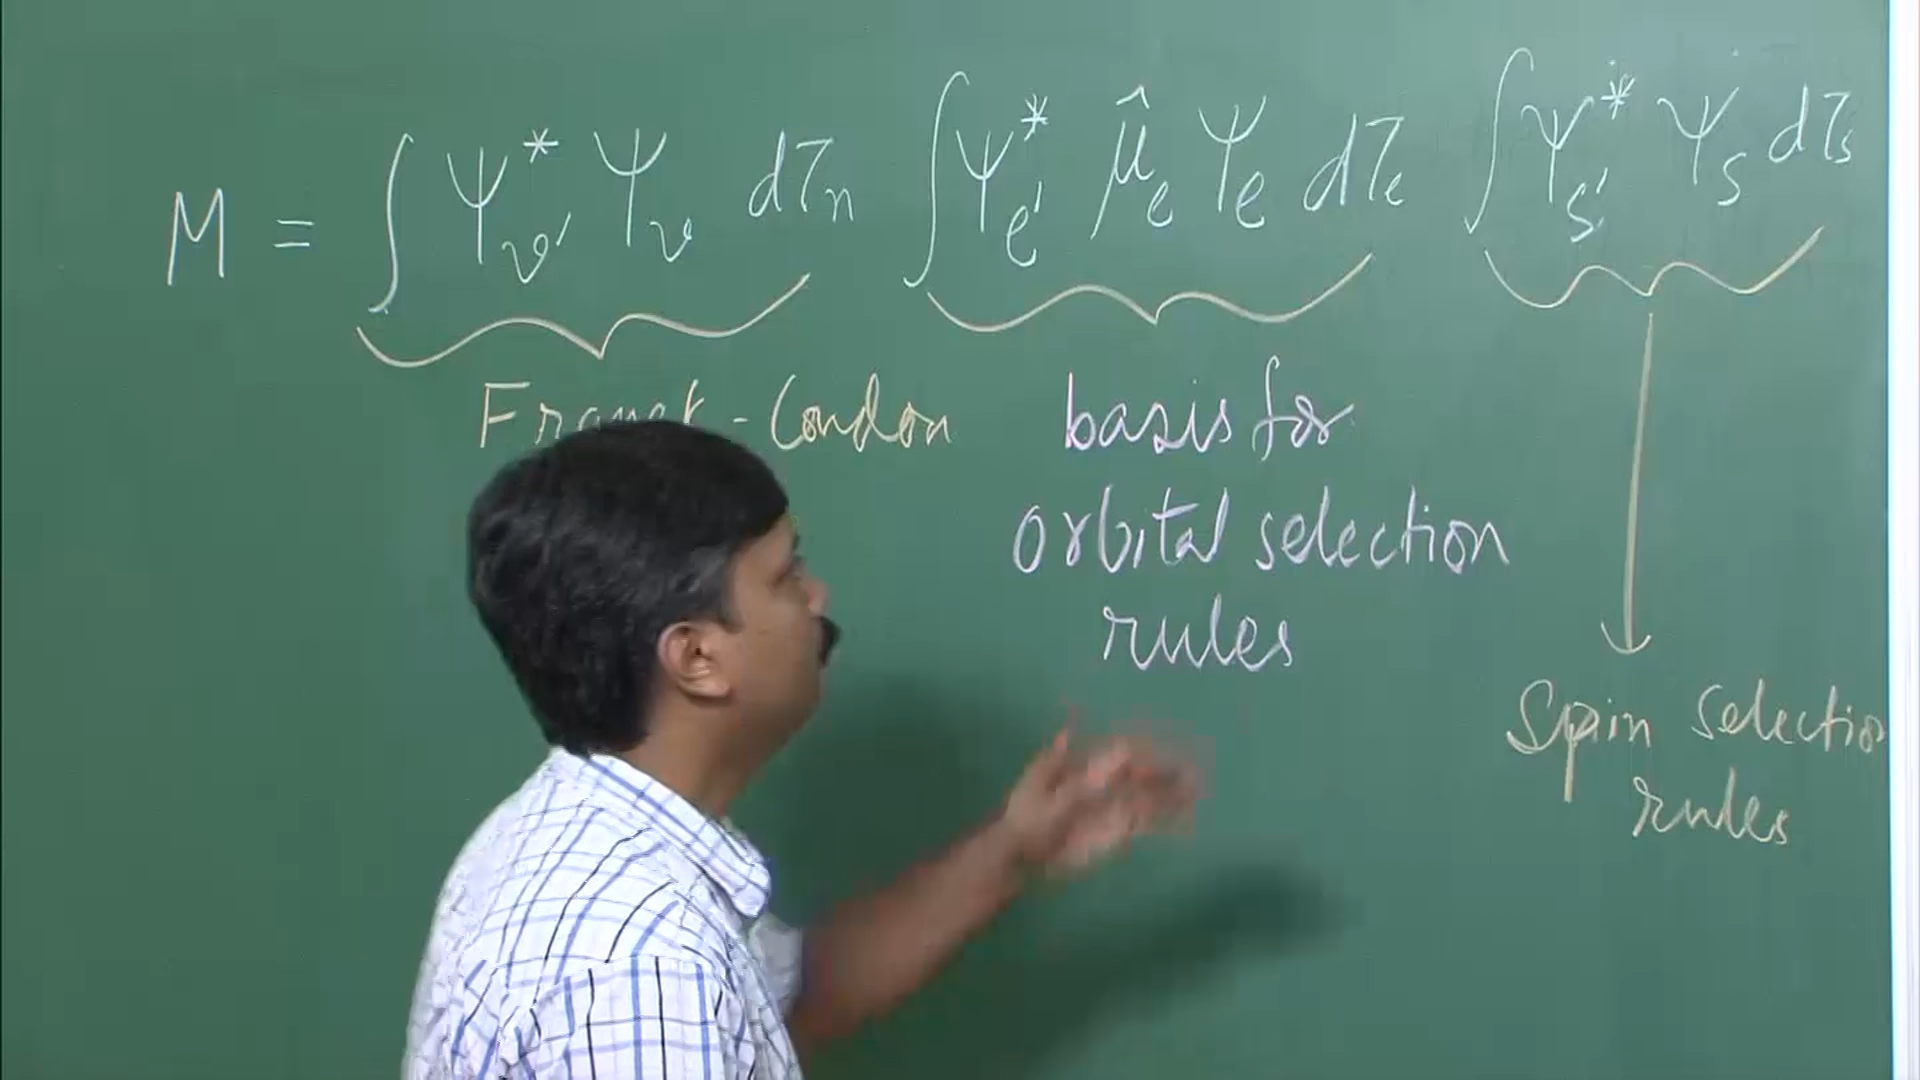 M = ∫ Ψ*ᵥ′ Ψᵥ dτₙ ∫ Ψ*ₑ′ μ̂ₑ Ψₑ dτₑ ∫ Ψ*ₛ′ Ψₛ dτₛ
Franck - Condon
basis for
orbital selection
rules
Spin selection
rules